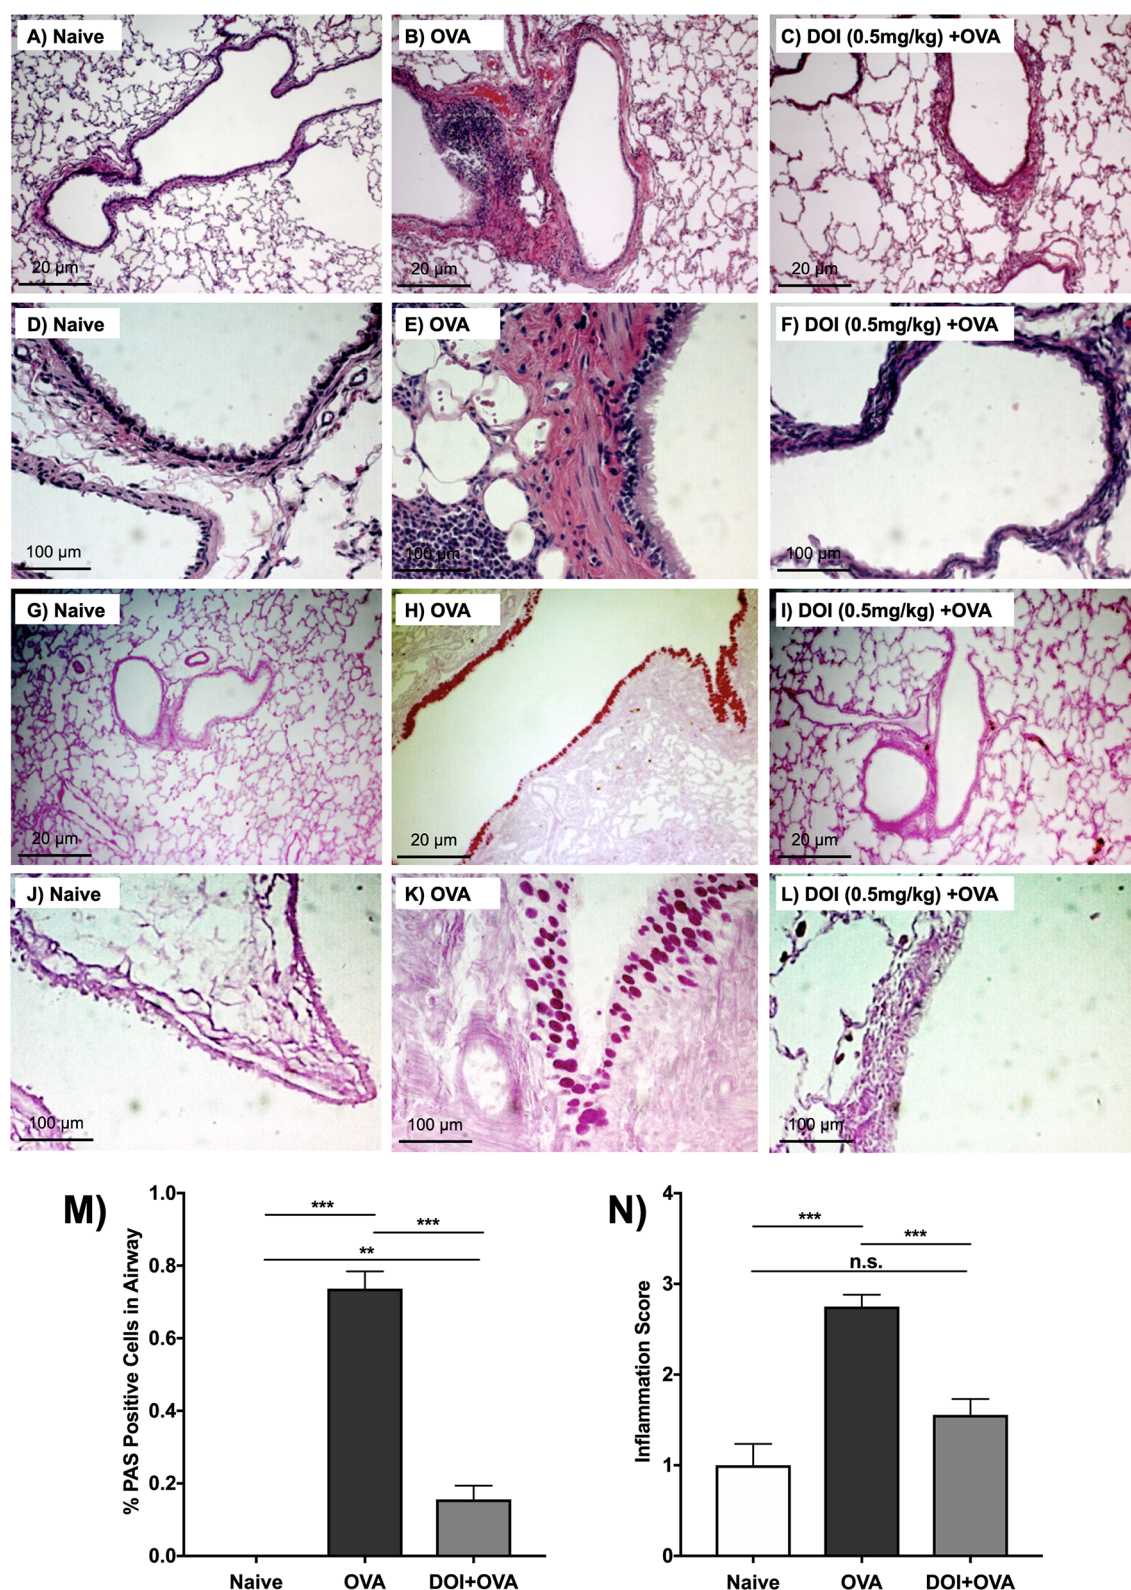 A) Naive
B) OVA
C) DOI (0.5mg/kg) +OVA
20 µm
20 µm
20 µm
D) Naive
E) OVA
F) DOI (0.5mg/kg) +OVA
100 µm
100 µm
100 µm
G) Naive
H) OVA
I) DOI (0.5mg/kg) +OVA
20 µm
20 µm
20 µm
J) Naive
K) OVA
L) DOI (0.5mg/kg) +OVA
100 µm
100 µm
100 µm
M)
% PAS Positive Cells in Airway
1.0
0.8
0.6
0.4
0.2
0.0
***
***
**
Naive
OVA
DOI+OVA
N)
Inflammation Score
4
3
2
1
0
***
***
n.s.
Naive
OVA
DOI+OVA